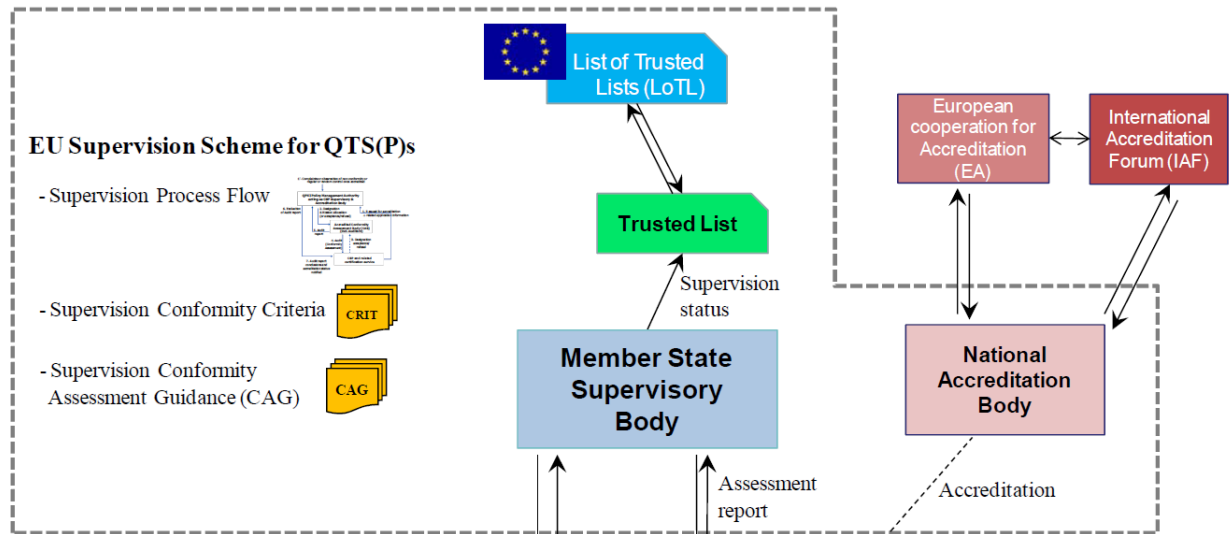 List of Trusted
Lists (LoTL)
European
cooperation for
Accreditation
(EA)
International
Accreditation
Forum (IAF)
EU Supervision Scheme for QTS(P)s
- Supervision Process Flow
Trusted List
Supervision
status
- Supervision Conformity Criteria
CRIT
- Supervision Conformity
Assessment Guidance (CAG)
CAG
Member State
Supervisory
Body
National
Accreditation
Body
Assessment
report
Accreditation